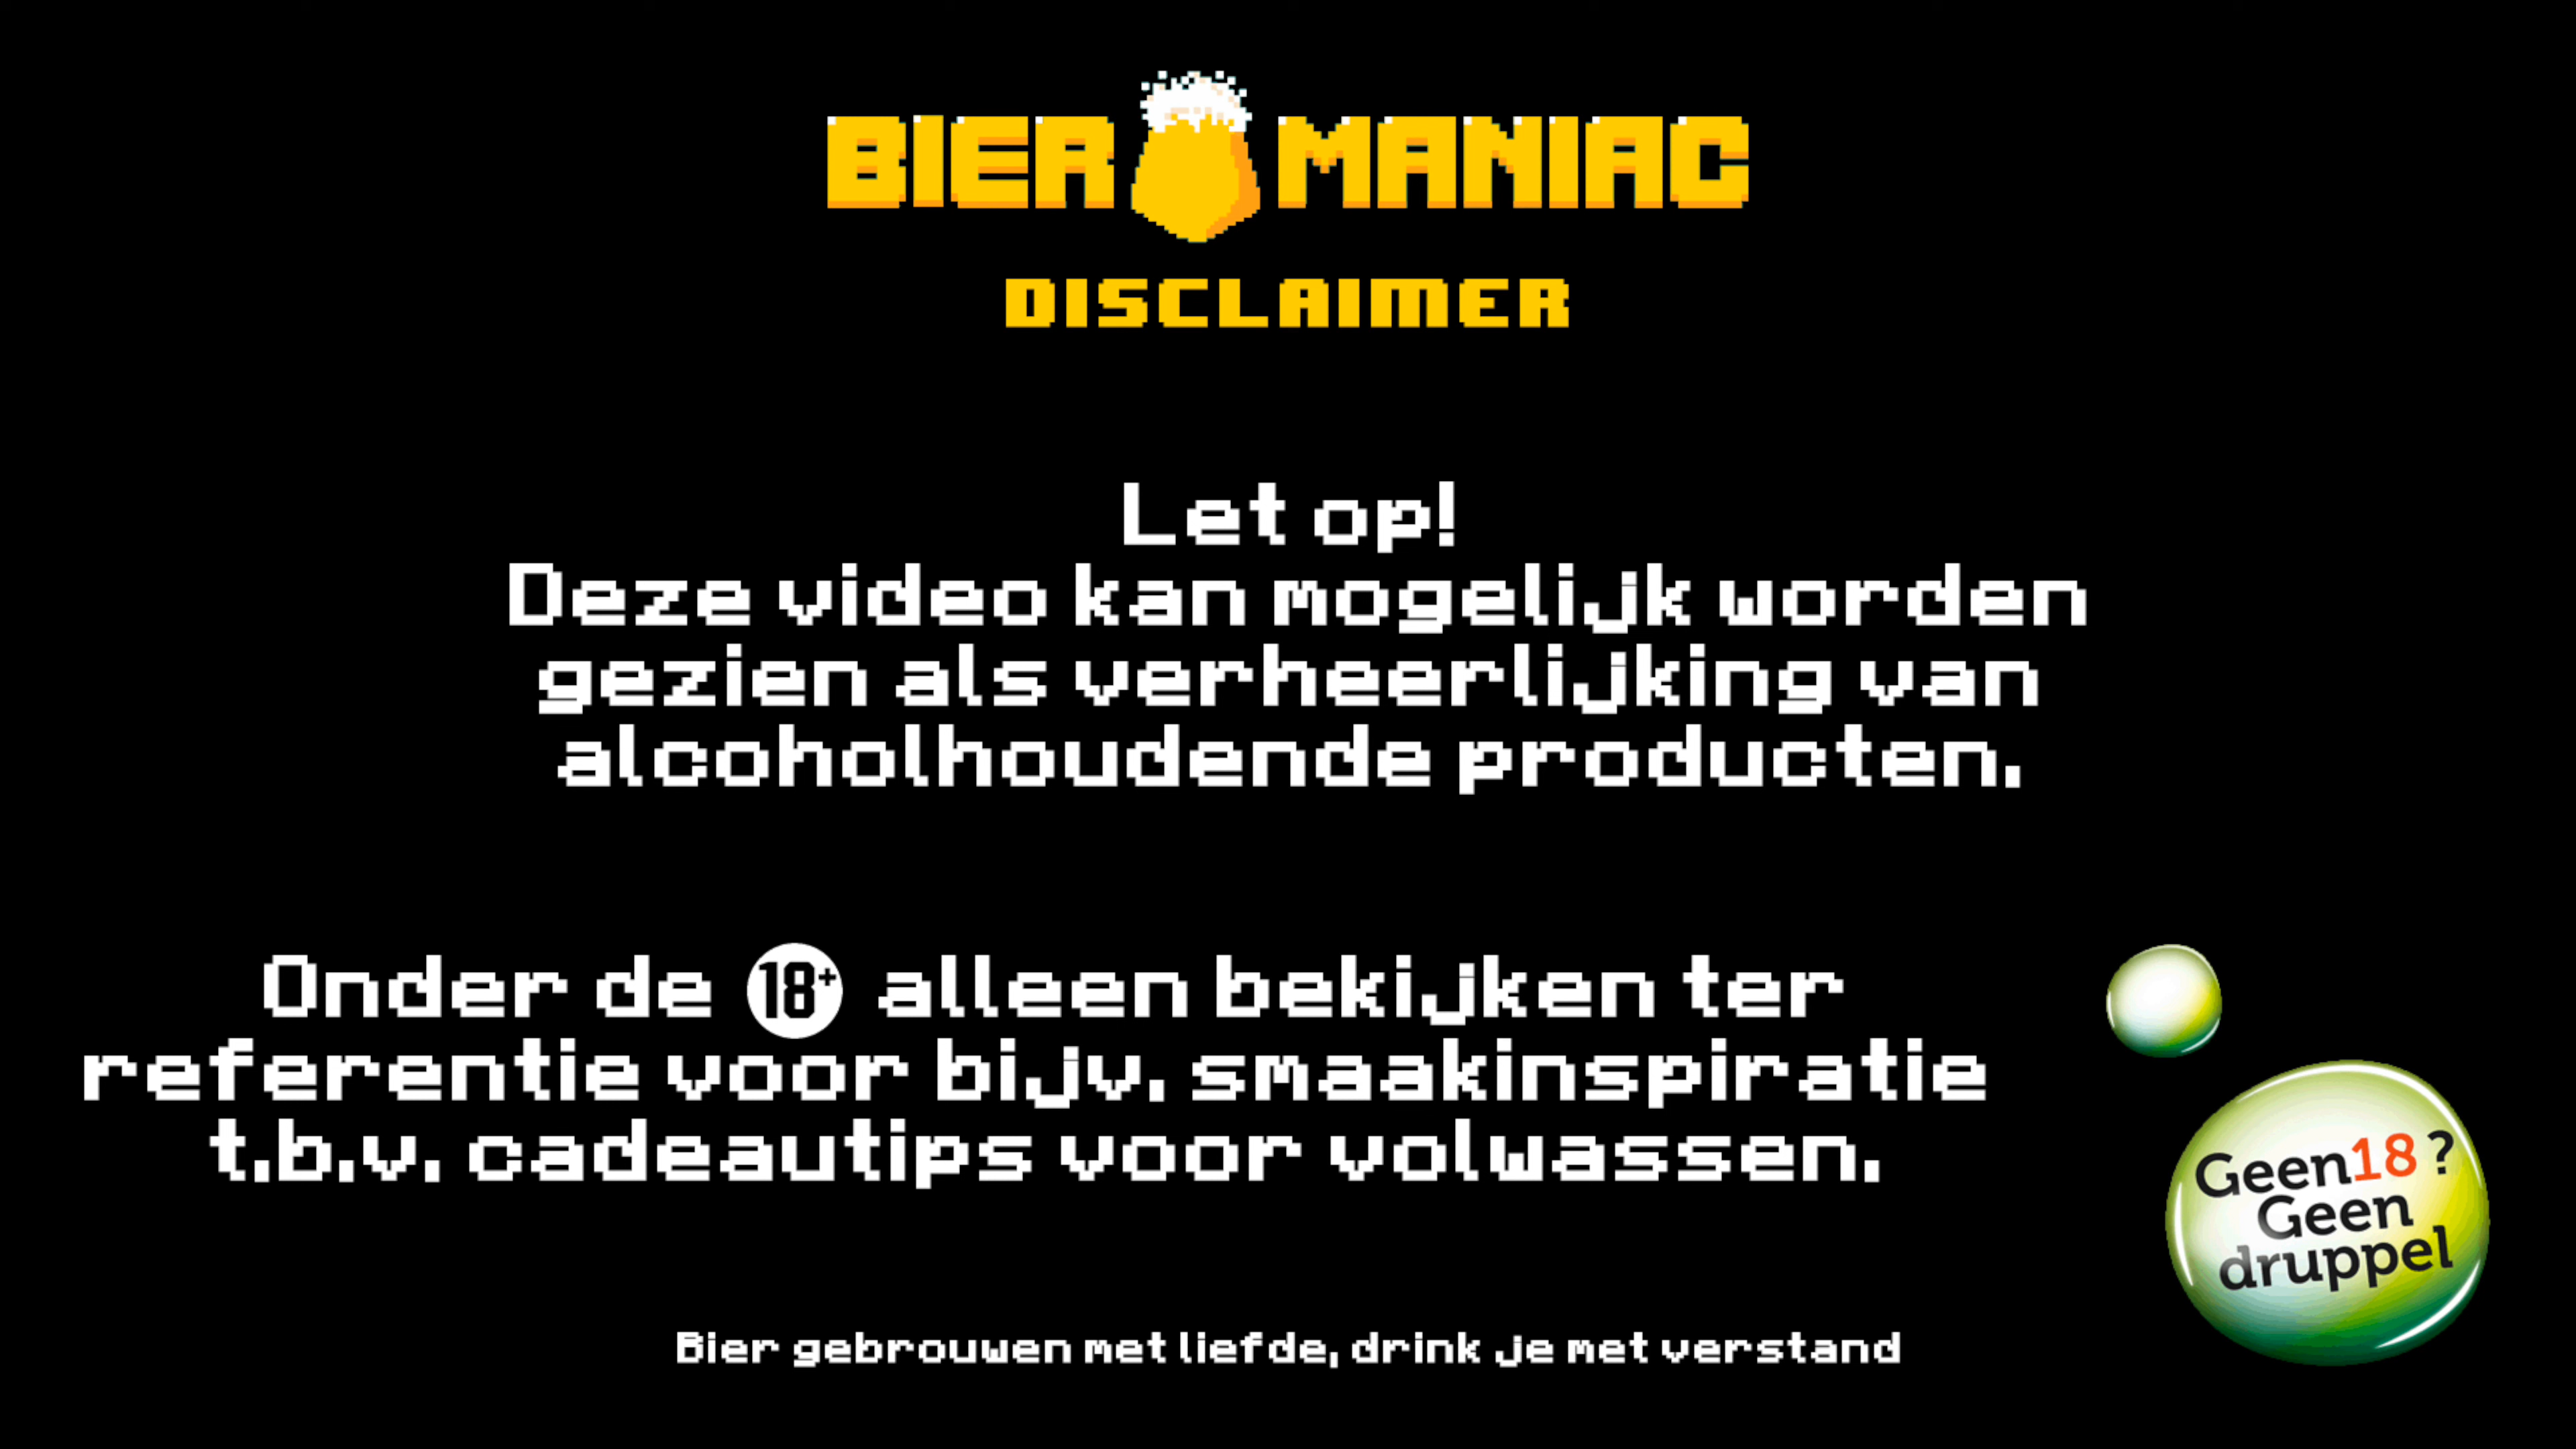 BIER MANIAC
DISCLAIMER
Let op!
Deze video kan mogelijk worden
gezien als verheerlijking van
alcoholhoudende producten.
Onder de 18+ alleen bekijken ter
referentie voor bijv. smaakinspiratie
t.b.v. cadeautips voor volwassen.
Geen18?
Geen
druppel
Bier gebrouwen met liefde, drink je met verstand